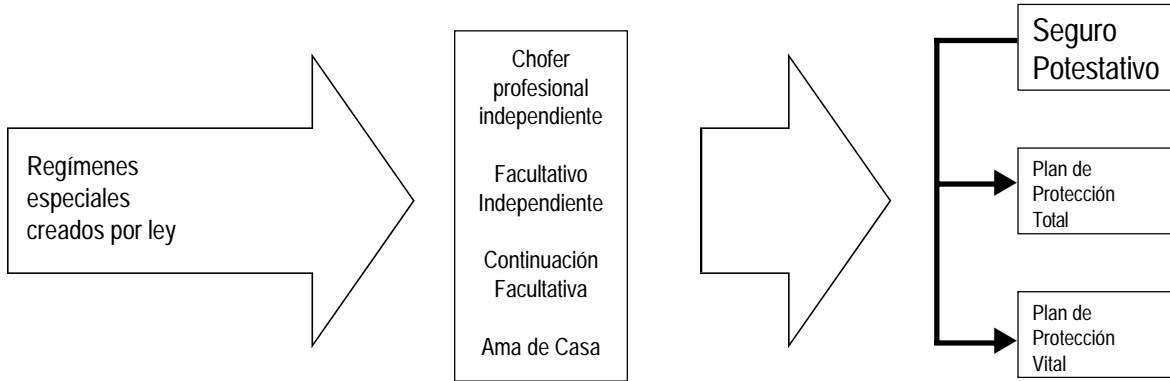 Regímenes
especiales
creados por ley
Chofer
profesional
independiente
Facultativo
Independiente
Continuación
Facultativa
Ama de Casa
Seguro
Potestativo
Plan de
Protección
Total
Plan de
Protección
Vital